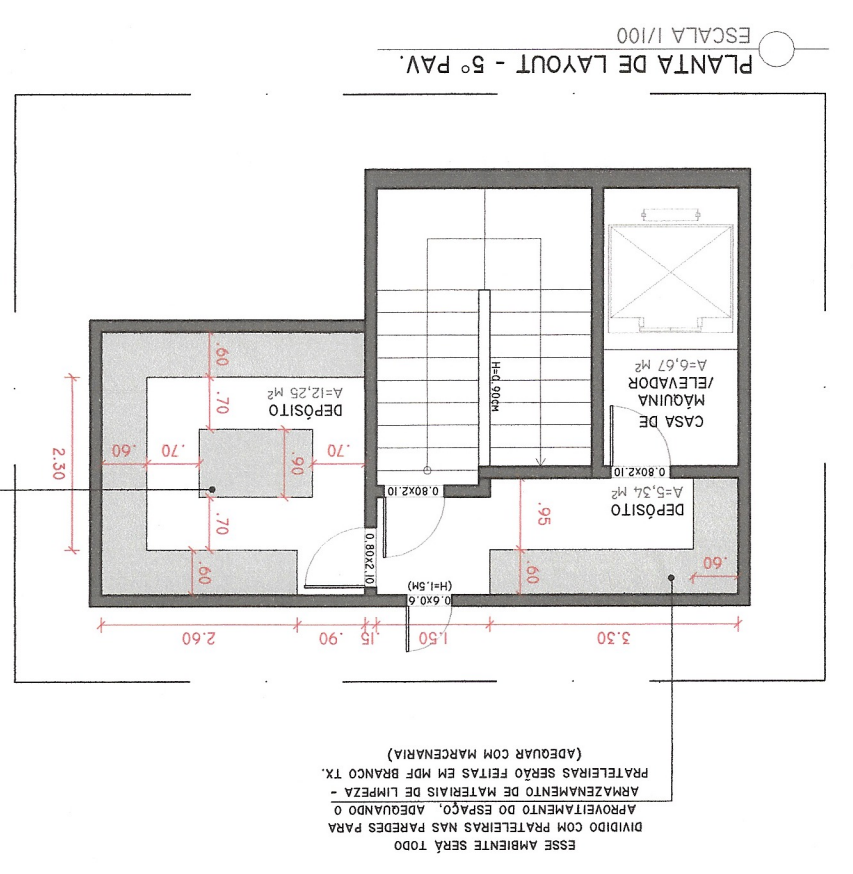 ESSE AMBIENTE SERÁ TODO
DIVIDIDO COM PRATELEIRAS NAS PAREDES PARA
APROVEITAMENTO DO ESPAÇO, ADEQUANDO O
ARMAZENAMENTO DE MATERIAIS DE LIMPEZA -
PRATELEIRAS SERÃO FEITAS EM MDF BRANCO TX.
(ADEQUAR COM MARCENARIA)
3.30
1.50
.15
.90
2.60
0.6x0.6
(H=1.5M)
.60
.60
.95
DEPÓSITO
A=5,34 M²
0.80x2.10
0.80x2.10
0.80x2.10
.60
.70
.70
.90
.70
.60
2.30
CASA DE
MÁQUINA
/ELEVADOR
A=6,67 M²
H=0,90CM
DEPÓSITO
A=12,25 M²
.70
.60
PLANTA DE LAYOUT - 5° PAV.
ESCALA 1/100